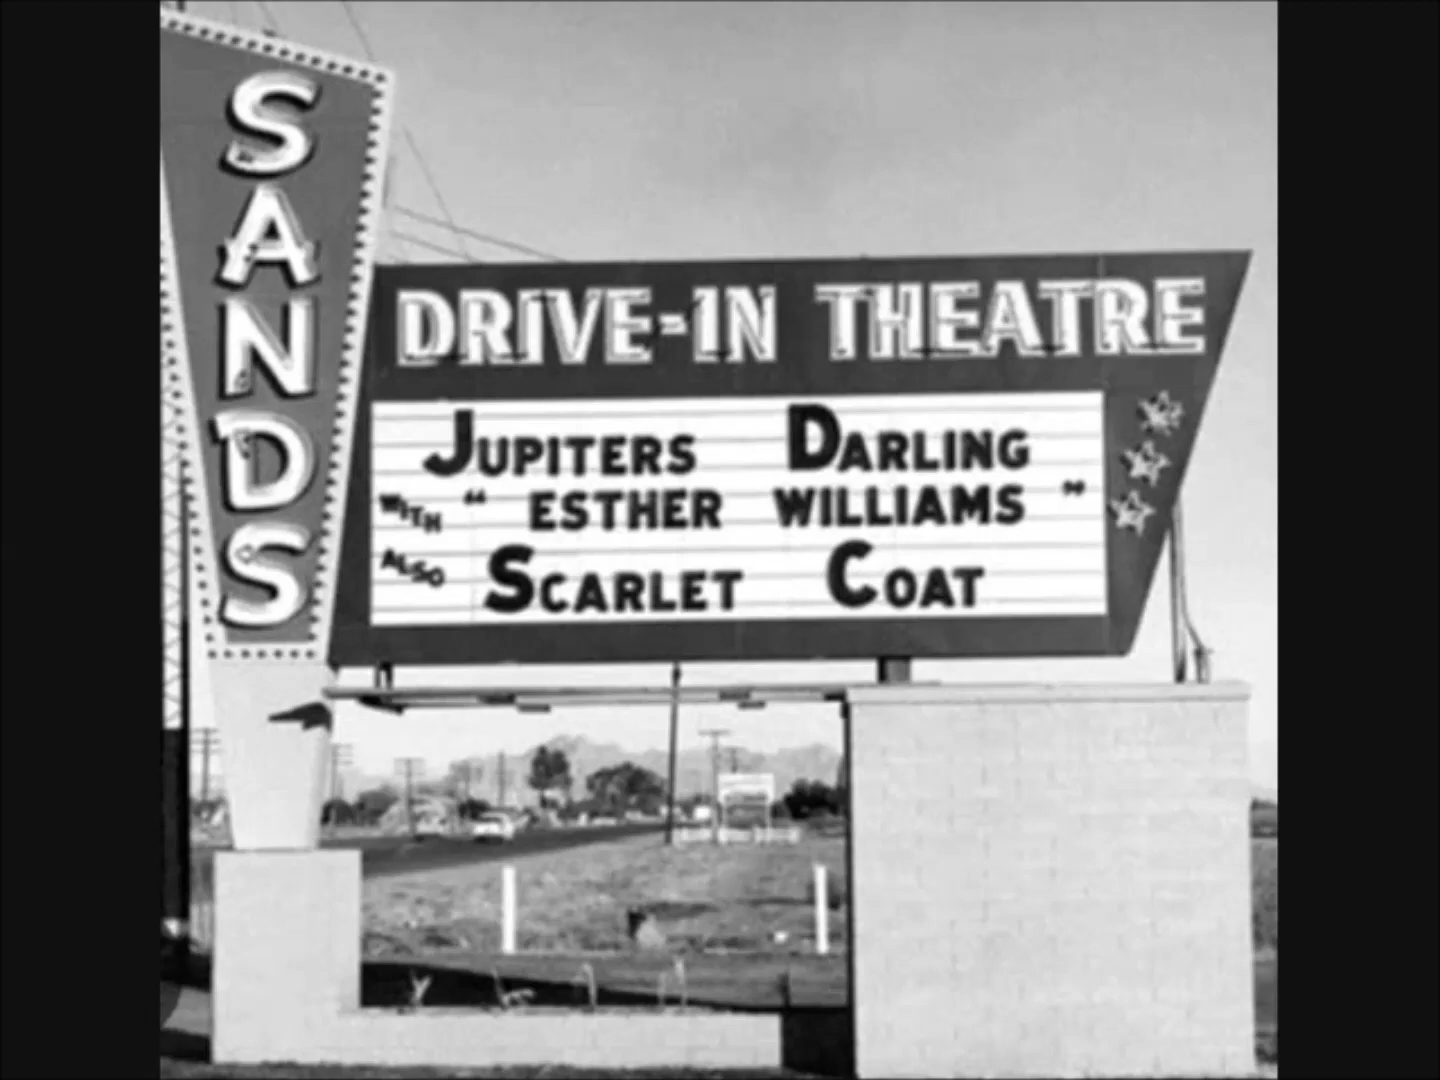 SANDS
DRIVE-IN THEATRE
JUPITERS DARLING
WITH " ESTHER WILLIAMS "
ALSO SCARLET COAT